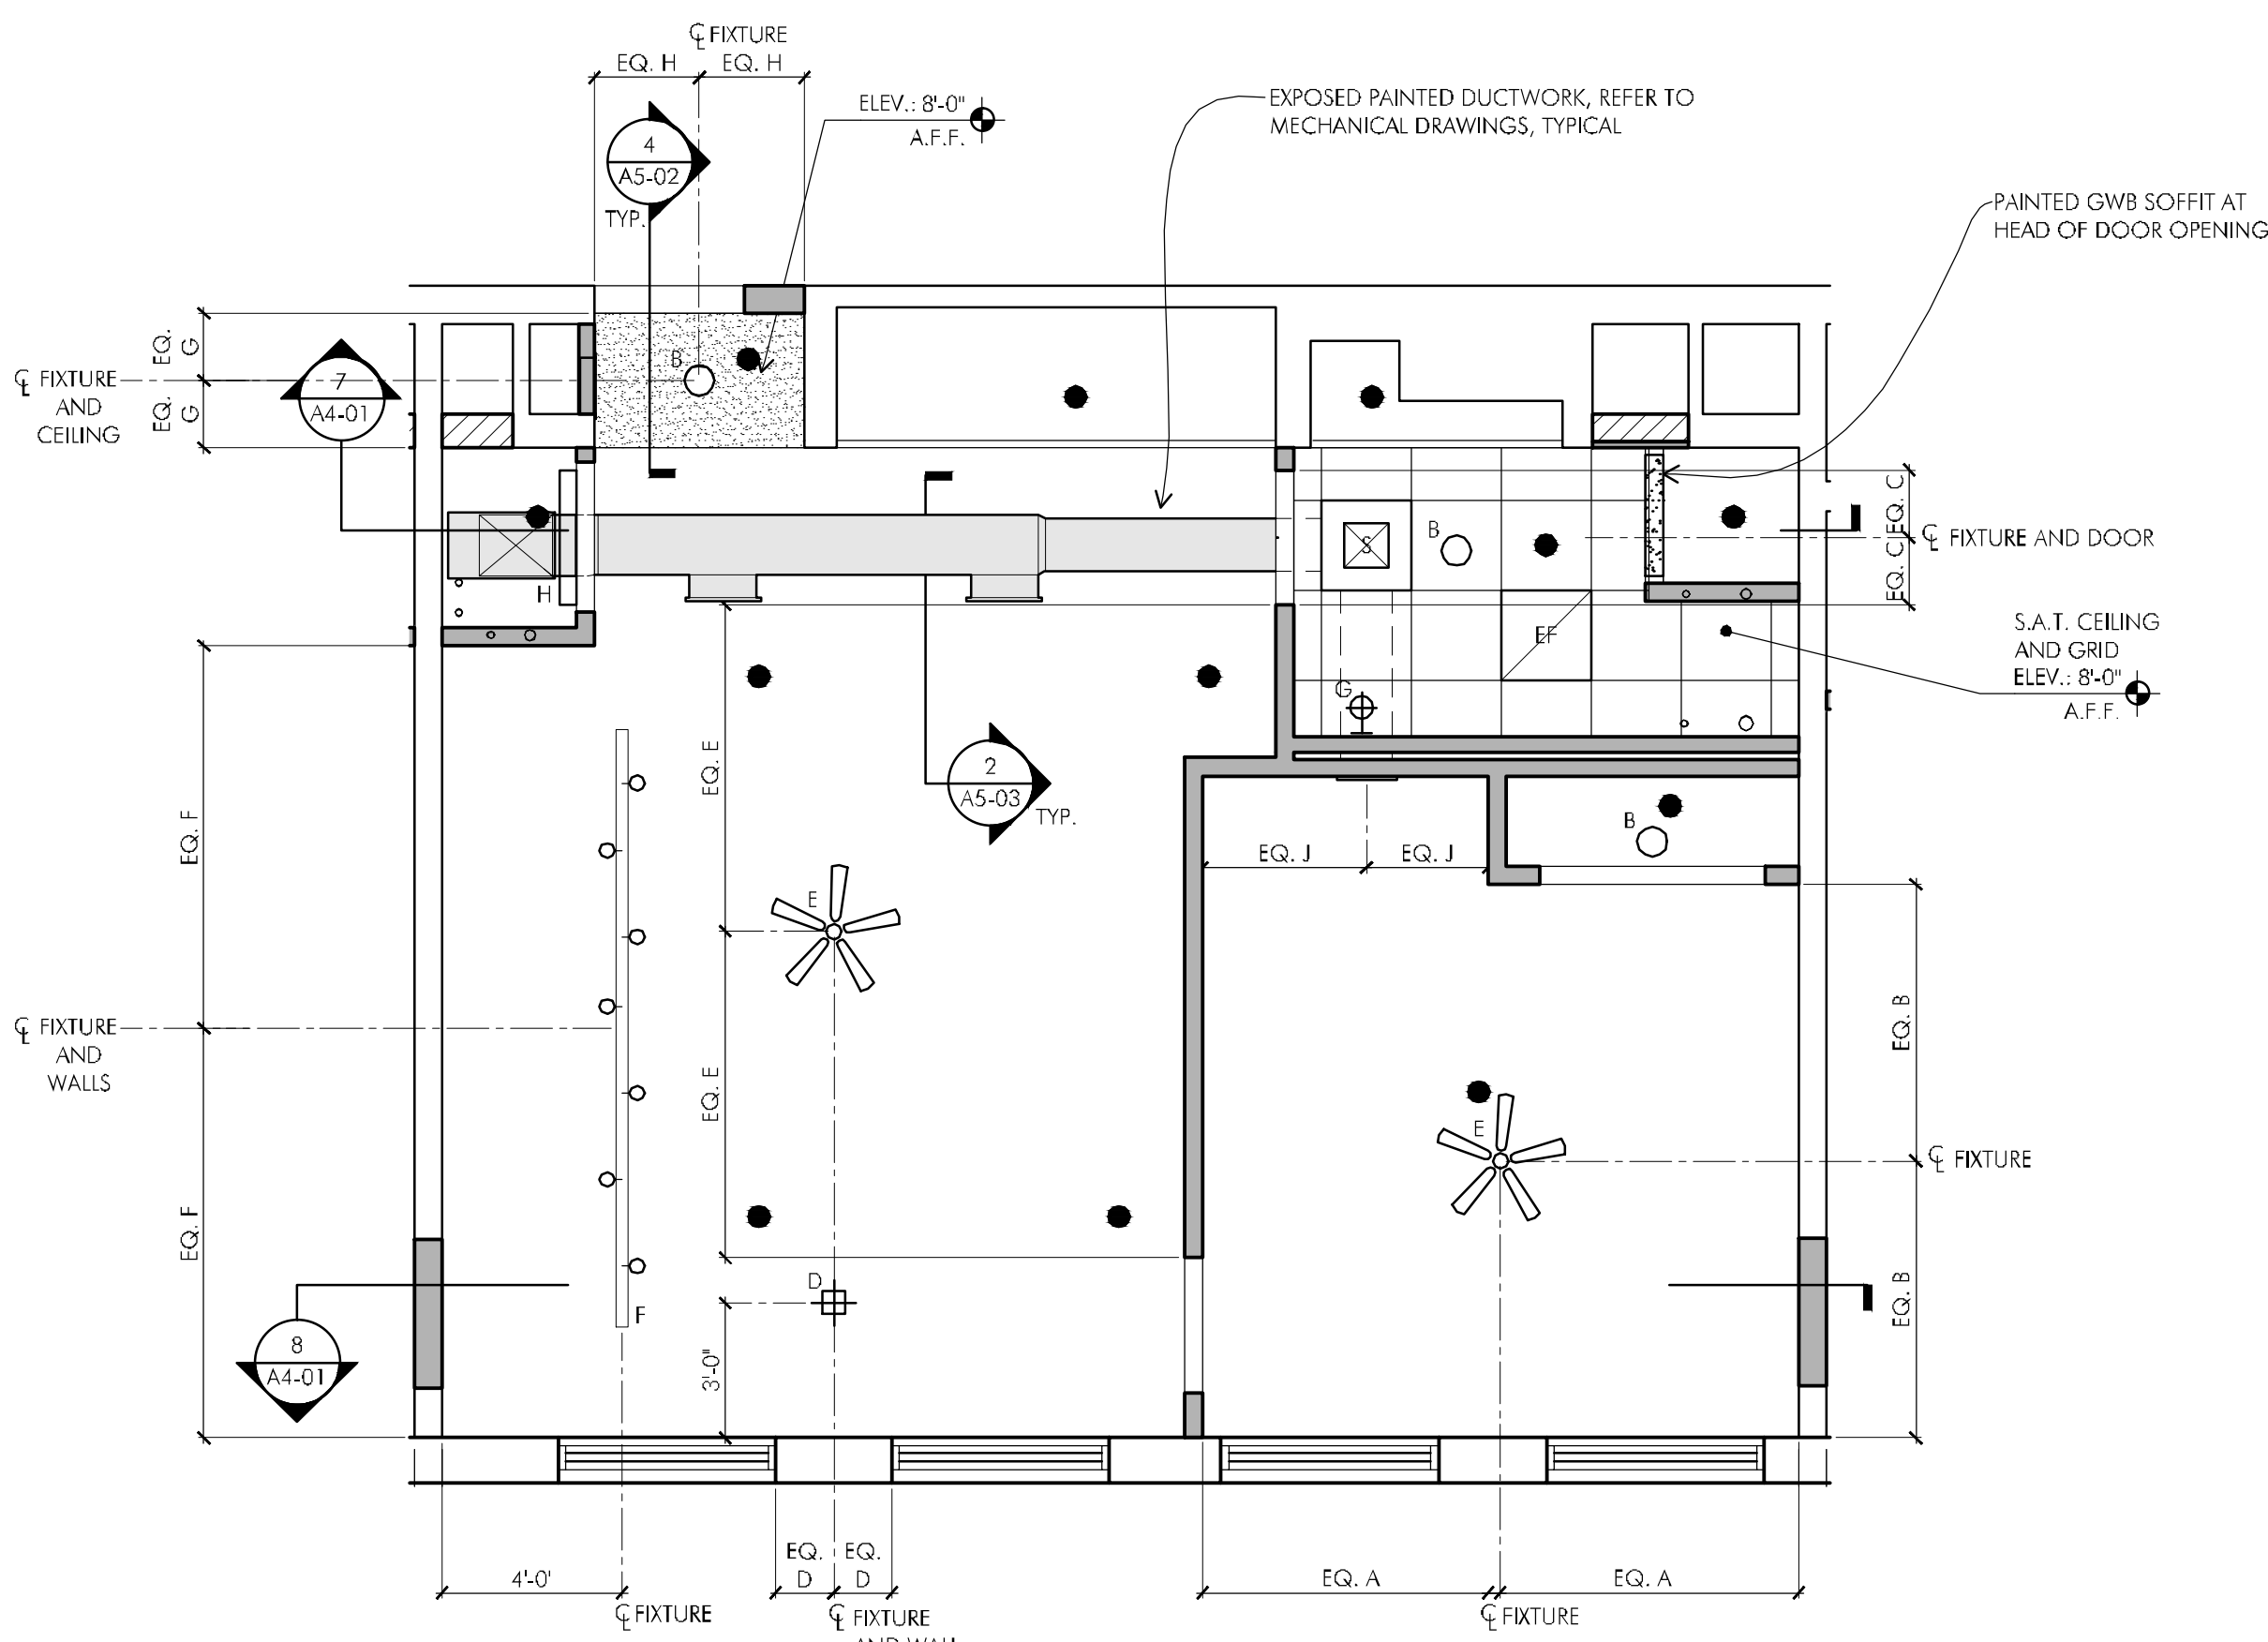 ℄ FIXTURE
EQ. H
EQ. H
ELEV.: 8'-0"
A.F.F.
EXPOSED PAINTED DUCTWORK, REFER TO
MECHANICAL DRAWINGS, TYPICAL
4
A5-02
TYP.
PAINTED GWB SOFFIT AT
HEAD OF DOOR OPENING
EQ.
G
EQ.
G
℄ FIXTURE
AND
CEILING
7
A4-01
B
H
S
B
EQ. C
EQ. C
℄ FIXTURE AND DOOR
EF
G
S.A.T. CEILING
AND GRID
ELEV.: 8'-0"
A.F.F.
EQ. E
2
A5-03
TYP.
EQ. F
EQ. J
EQ. J
B
E
EQ. B
℄ FIXTURE
AND
WALLS
EQ. E
E
℄ FIXTURE
EQ. F
D
F
EQ. B
3'-0"
8
A4-01
EQ.
D
EQ.
D
4'-0'
EQ. A
EQ. A
℄ FIXTURE
℄ FIXTURE
AND WALL
℄ FIXTURE